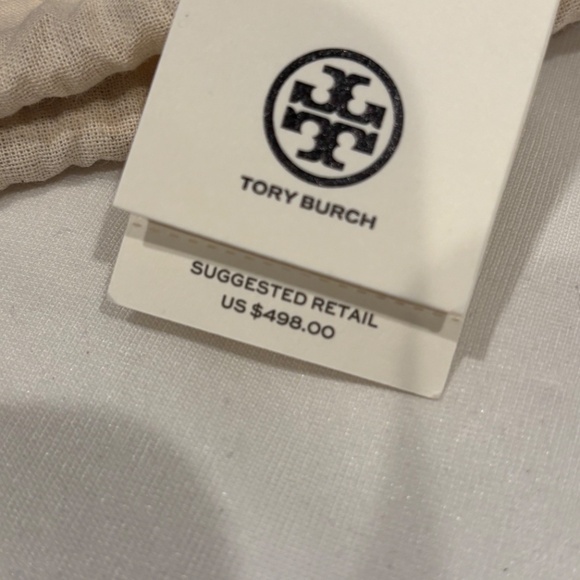 TORY BURCH
SUGGESTED RETAIL
US $498.00